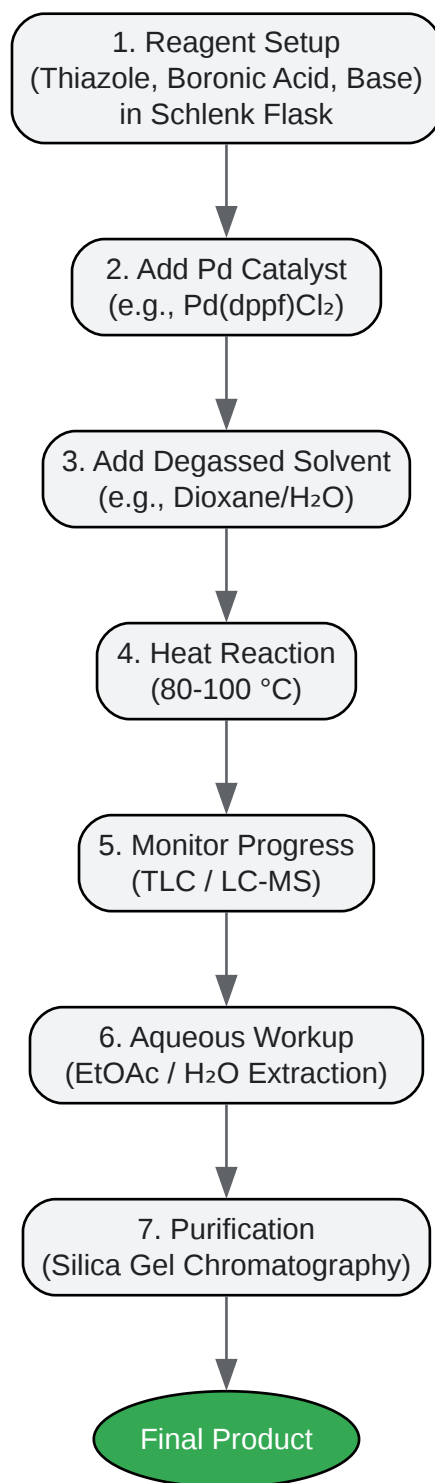 1. Reagent Setup
(Thiazole, Boronic Acid, Base)
in Schlenk Flask
2. Add Pd Catalyst
(e.g., Pd(dppf)Cl₂)
3. Add Degassed Solvent
(e.g., Dioxane/H₂O)
4. Heat Reaction
(80-100 °C)
5. Monitor Progress
(TLC / LC-MS)
6. Aqueous Workup
(EtOAc / H₂O Extraction)
7. Purification
(Silica Gel Chromatography)
Final Product